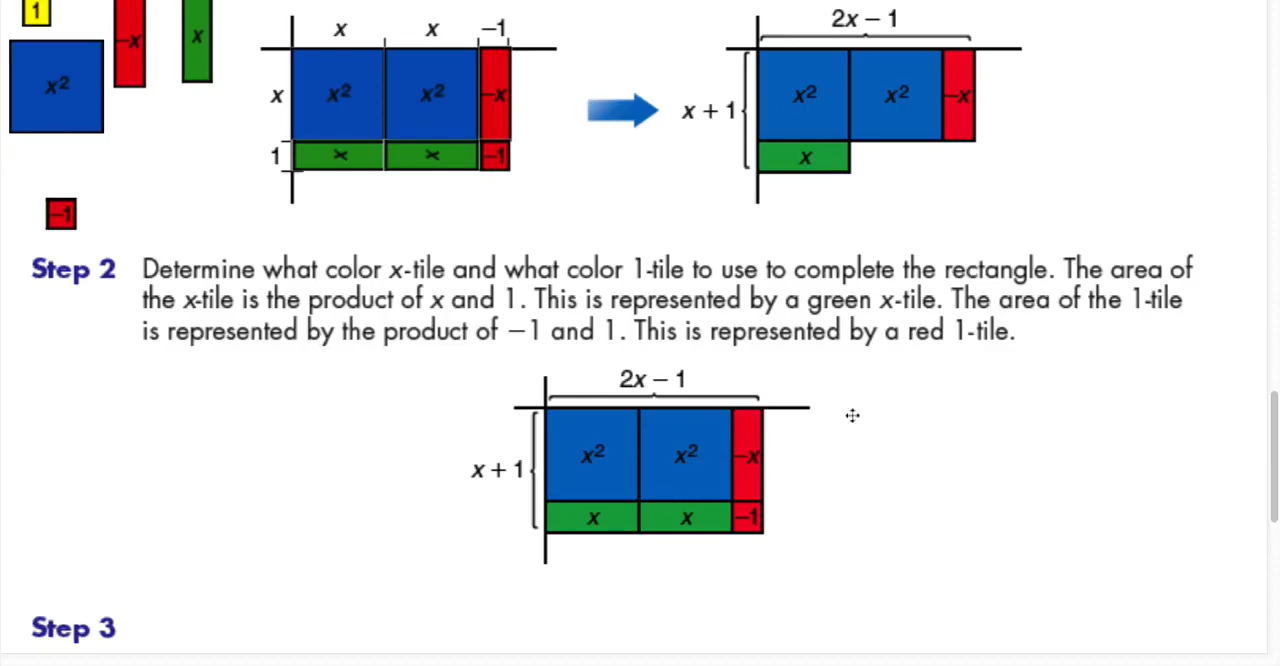 1
-x
x
x²
-1
x x -1
x x² x² -x
1 x x -1
2x – 1
x + 1 x² x² -x
x
Step 2 Determine what color x-tile and what color 1-tile to use to complete the rectangle. The area of
the x-tile is the product of x and 1. This is represented by a green x-tile. The area of the 1-tile
is represented by the product of –1 and 1. This is represented by a red 1-tile.
2x – 1
x + 1 x² x² –x
x x –1
Step 3